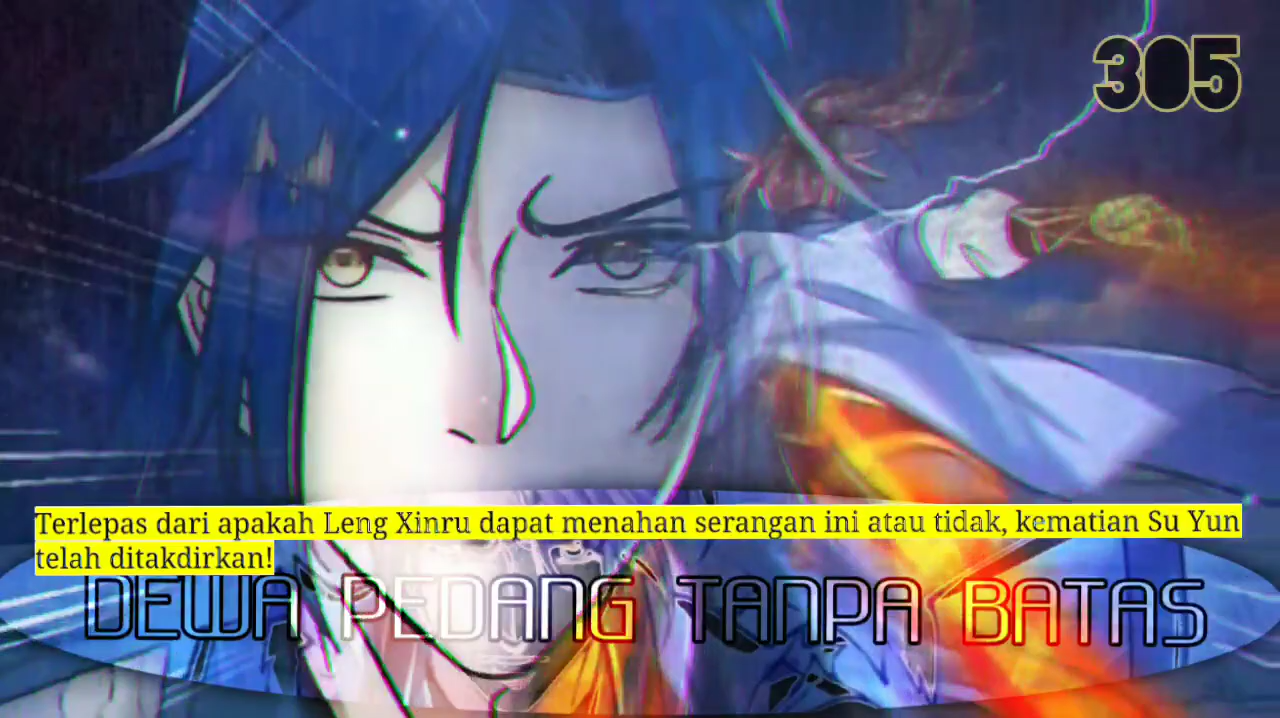 305
Terlepas dari apakah Leng Xinru dapat menahan serangan ini atau tidak, kematian Su Yun
telah ditakdirkan!
DEWA PEDANG TANPA BATAS